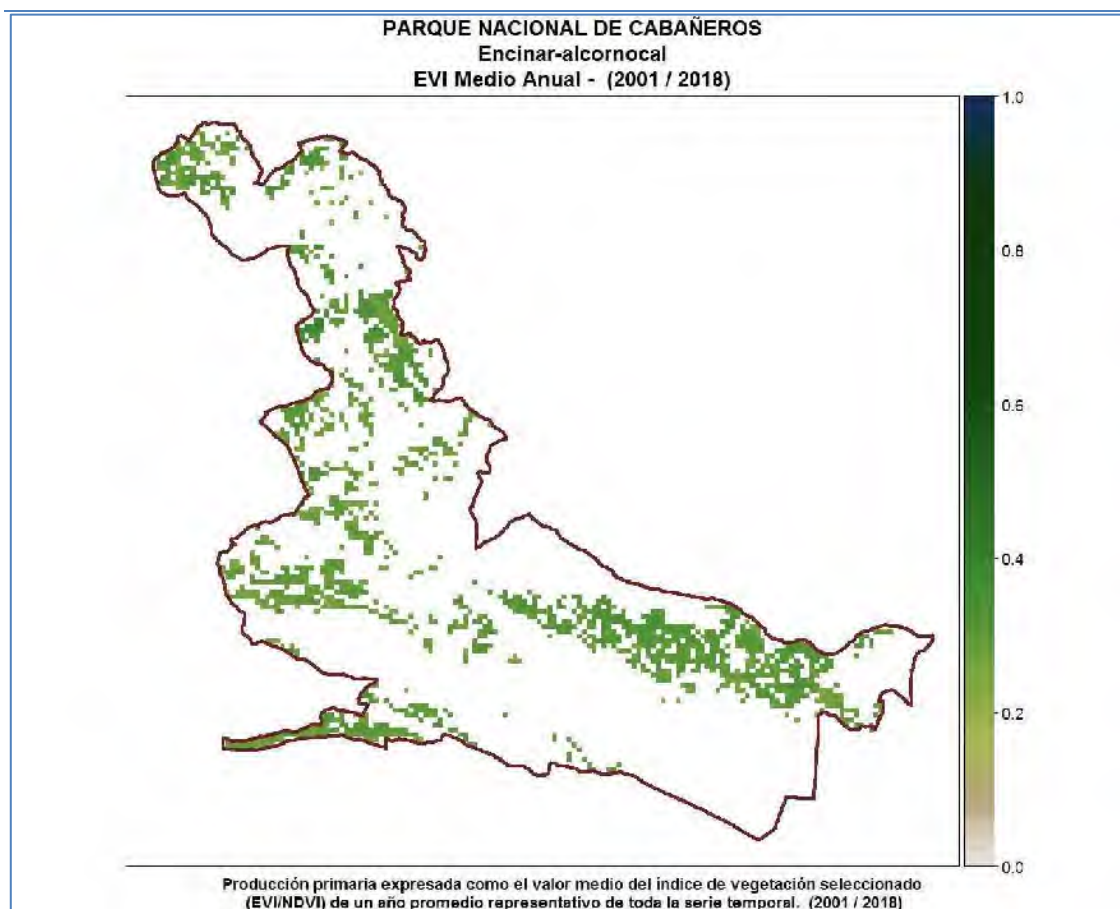 PARQUE NACIONAL DE CABAÑEROS
Encinar-alcornocal
EVI Medio Anual - (2001 / 2018)
1.0
0.8
0.6
0.4
0.2
0.0
Producción primaria expresada como el valor medio del índice de vegetación seleccionado
(EVI/NDVI) de un año promedio representativo de toda la serie temporal. (2001 / 2018)